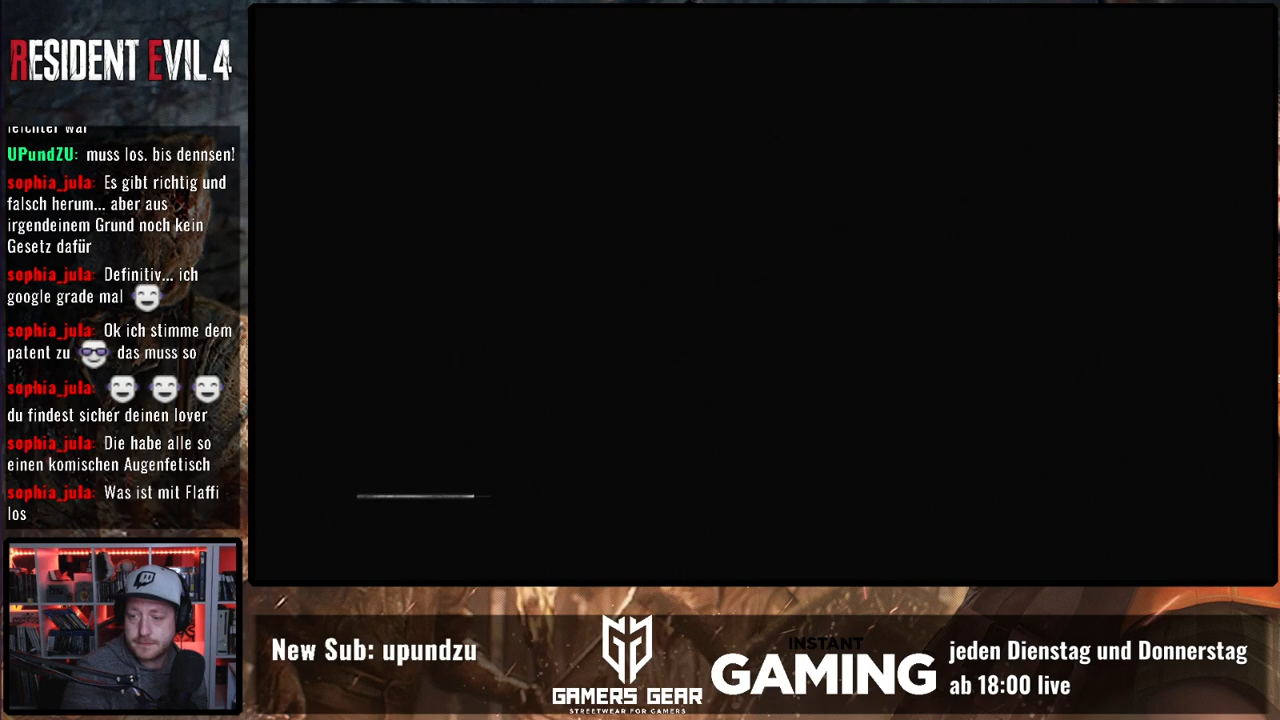 RESIDENT EVIL 4
leichter war
UPundZU: muss los. bis dennsen!
sophia_jula: Es gibt richtig und
falsch herum... aber aus
irgendeinem Grund noch kein
Gesetz dafür
sophia_jula: Definitiv... ich
google grade mal
sophia_jula: Ok ich stimme dem
patent zu das muss so
sophia_jula:
du findest sicher deinen lover
sophia_jula: Die habe alle so
einen komischen Augenfetisch
sophia_jula: Was ist mit Flaffi
los
New Sub: upundzu
GAMERS GEAR
STREETWEAR FOR GAMERS
INSTANT
GAMING
jeden Dienstag und Donnerstag
ab 18:00 live